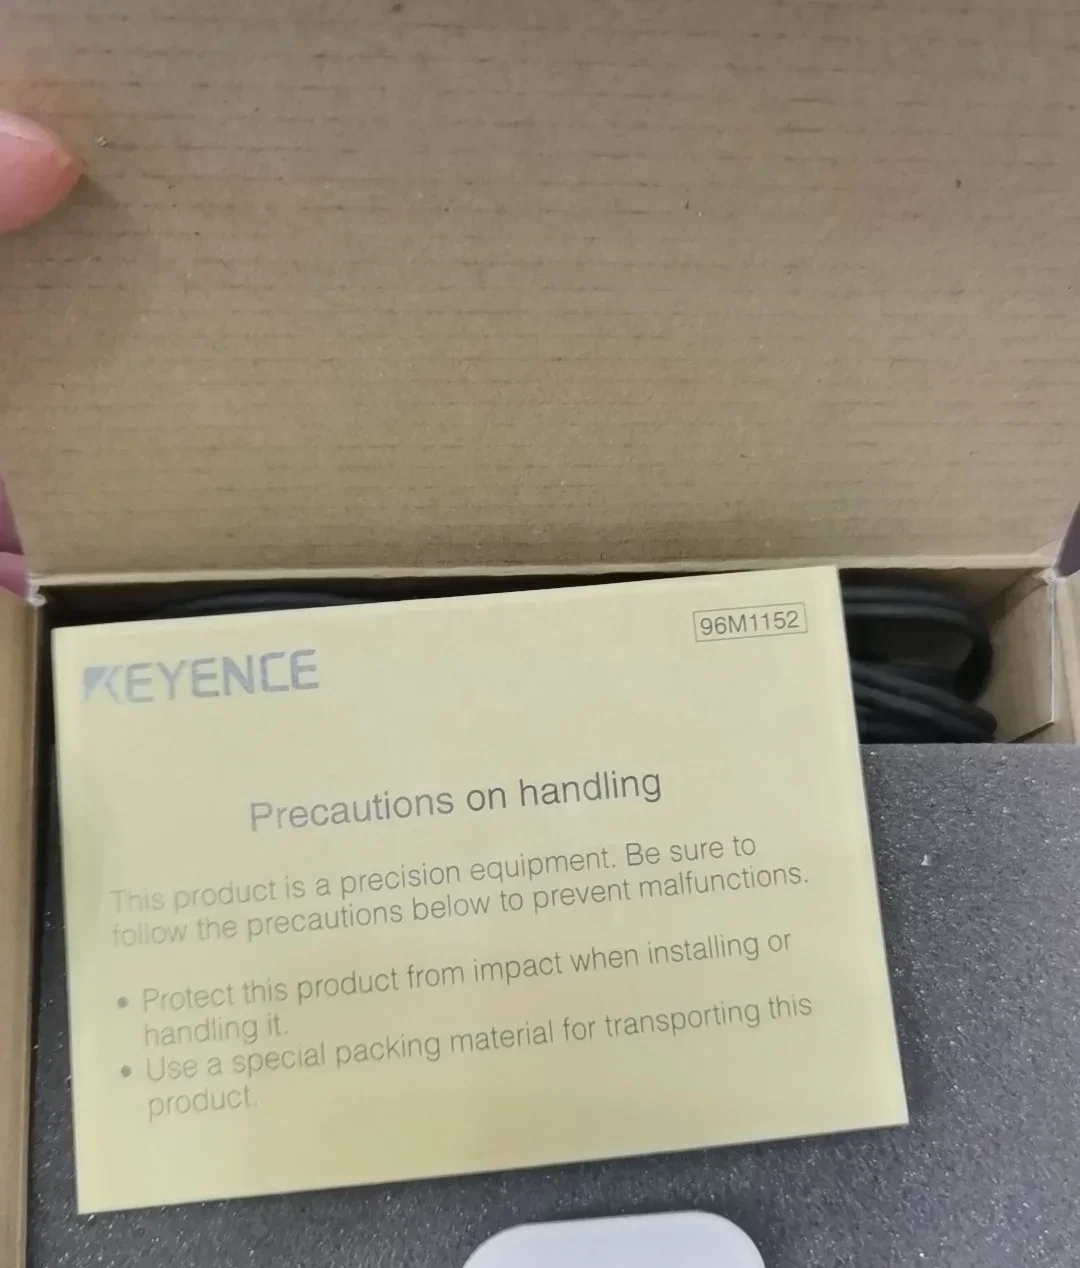 96M1152
KEYENCE
Precautions on handling
This product is a precision equipment. Be sure to
follow the precautions below to prevent malfunctions.
• Protect this product from impact when installing or
handling it.
• Use a special packing material for transporting this
product.